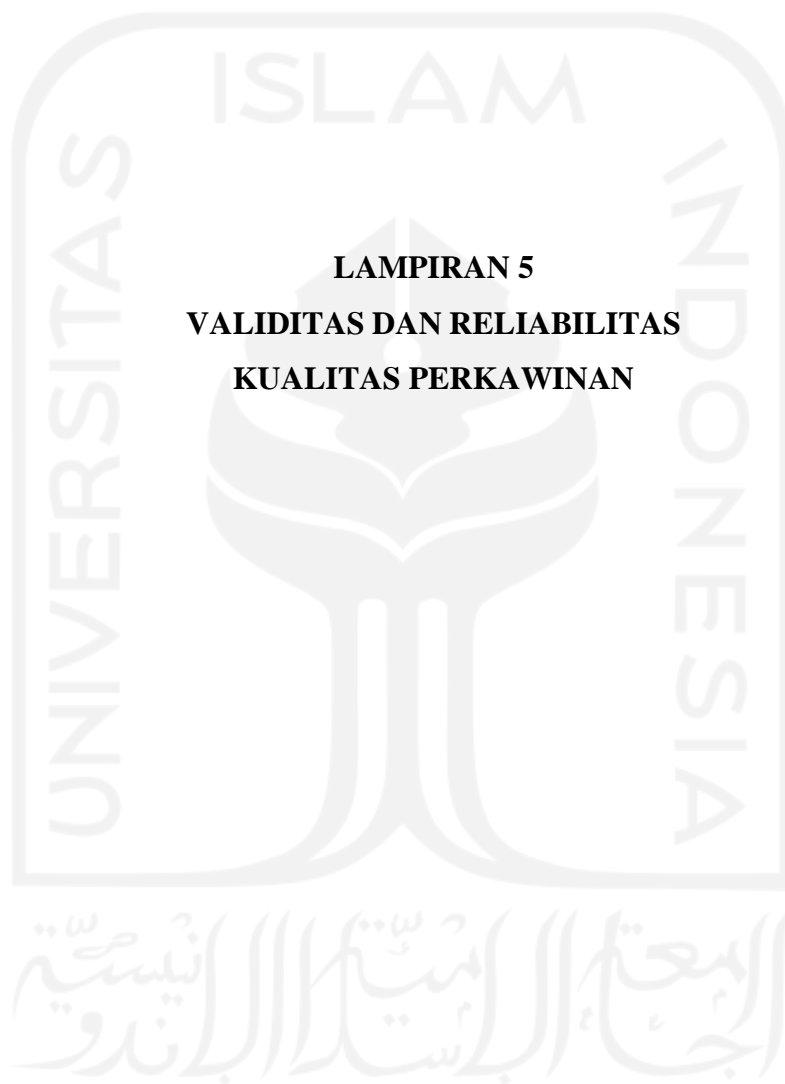 ISLAM
UNIVERSITAS
INDONESIA
LAMPIRAN 5
VALIDITAS DAN RELIABILITAS
KUALITAS PERKAWINAN